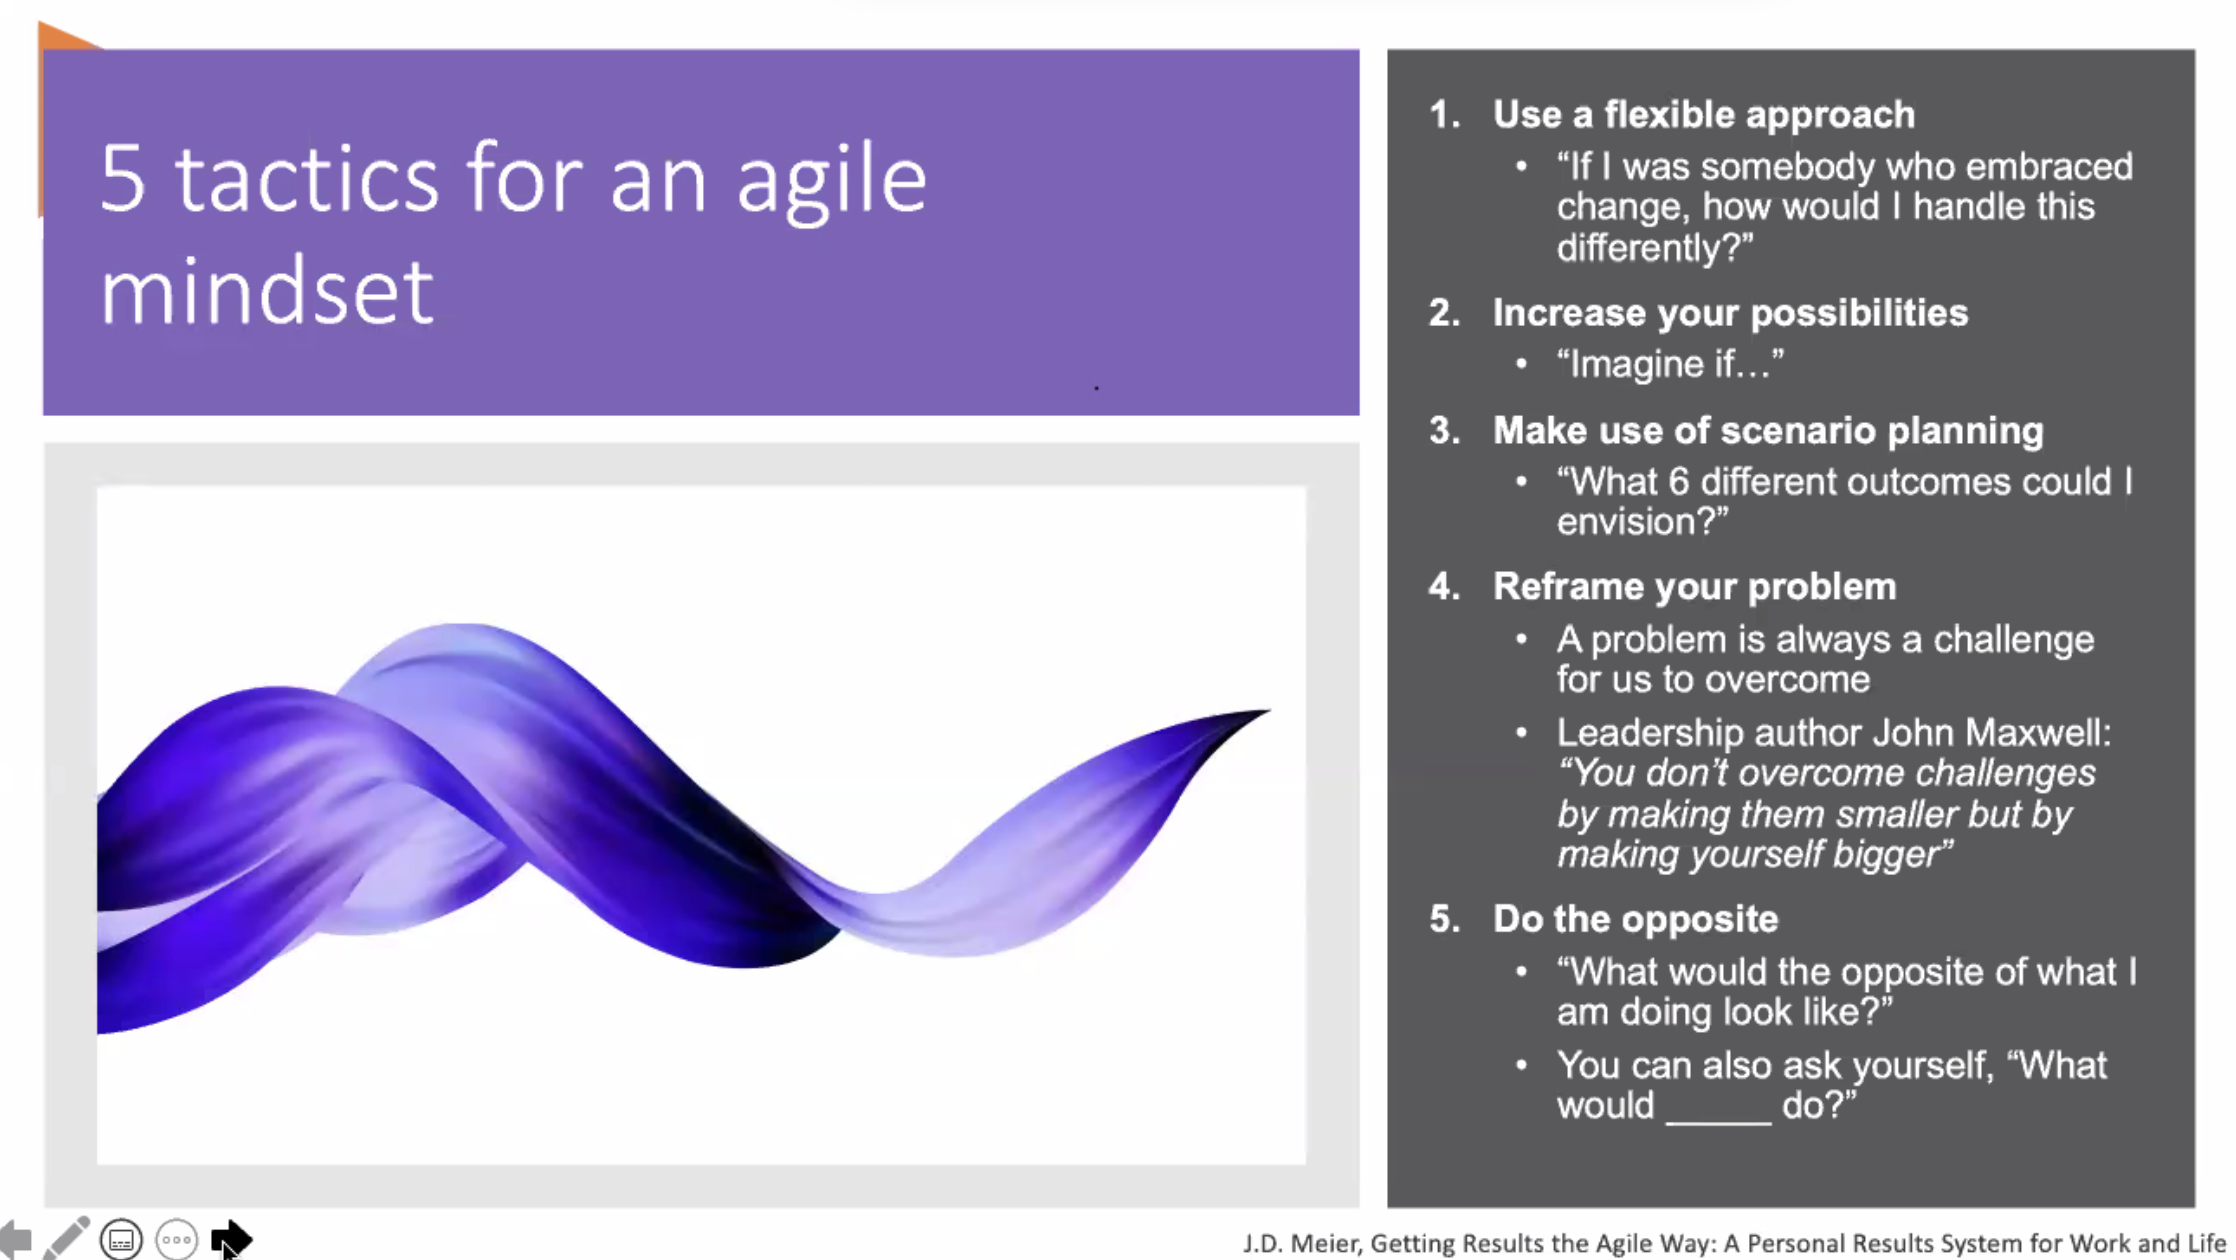 5 tactics for an agile
mindset
1. Use a flexible approach
• “If I was somebody who embraced
change, how would I handle this
differently?”
2. Increase your possibilities
• “Imagine if…”
3. Make use of scenario planning
• “What 6 different outcomes could I
envision?”
4. Reframe your problem
• A problem is always a challenge
for us to overcome
• Leadership author John Maxwell:
“You don’t overcome challenges
by making them smaller but by
making yourself bigger”
5. Do the opposite
• “What would the opposite of what I
am doing look like?”
• You can also ask yourself, “What
would ______ do?”
J.D. Meier, Getting Results the Agile Way: A Personal Results System for Work and Life